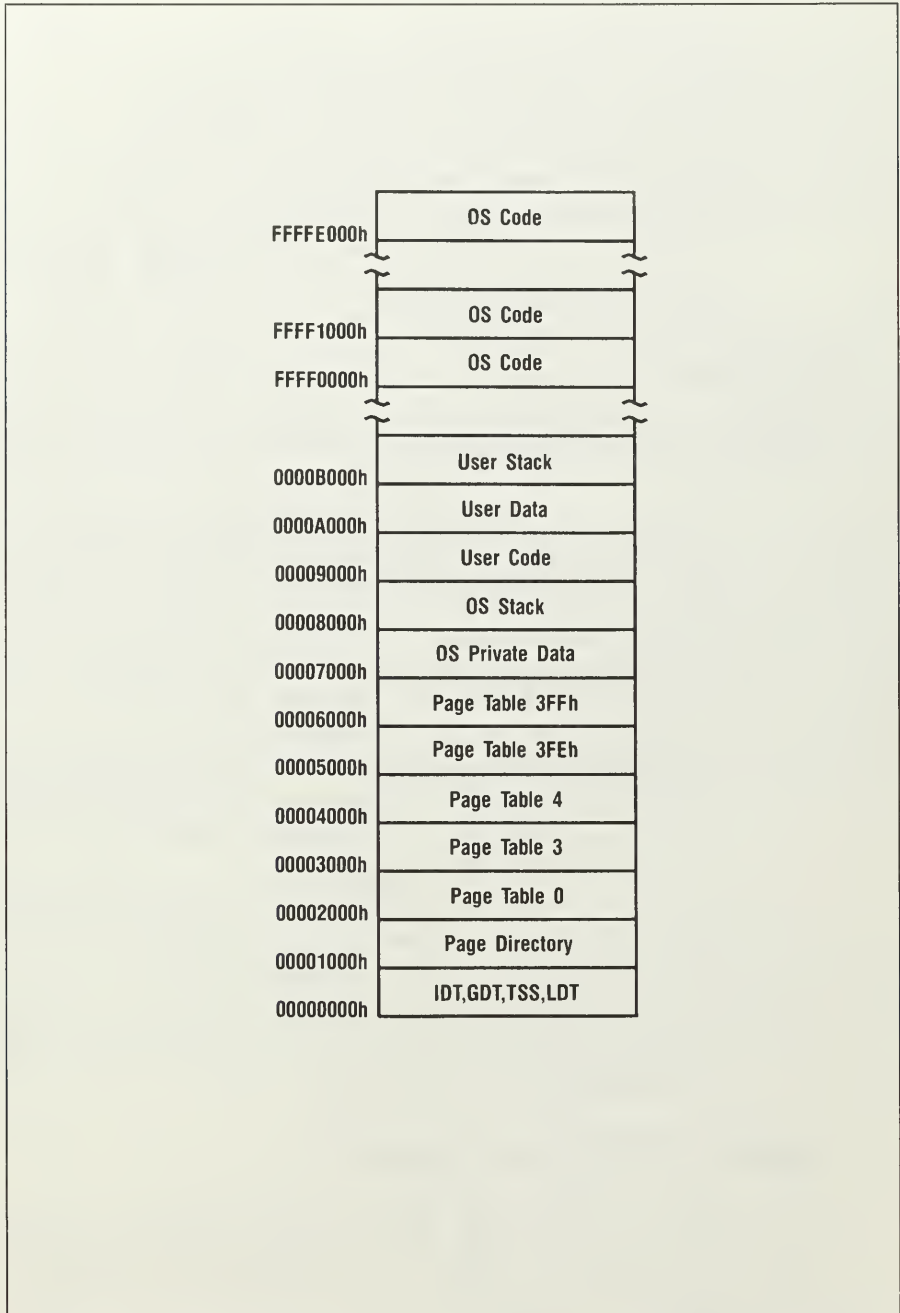 OS Code
FFFFE000h
OS Code
FFFF1000h
OS Code
FFFF0000h
User Stack
0000B000h
User Data
0000A000h
User Code
00009000h
OS Stack
00008000h
OS Private Data
00007000h
Page Table 3FFh
00006000h
Page Table 3FEh
00005000h
Page Table 4
00004000h
Page Table 3
00003000h
Page Table 0
00002000h
Page Directory
00001000h
IDT,GDT,TSS,LDT
00000000h